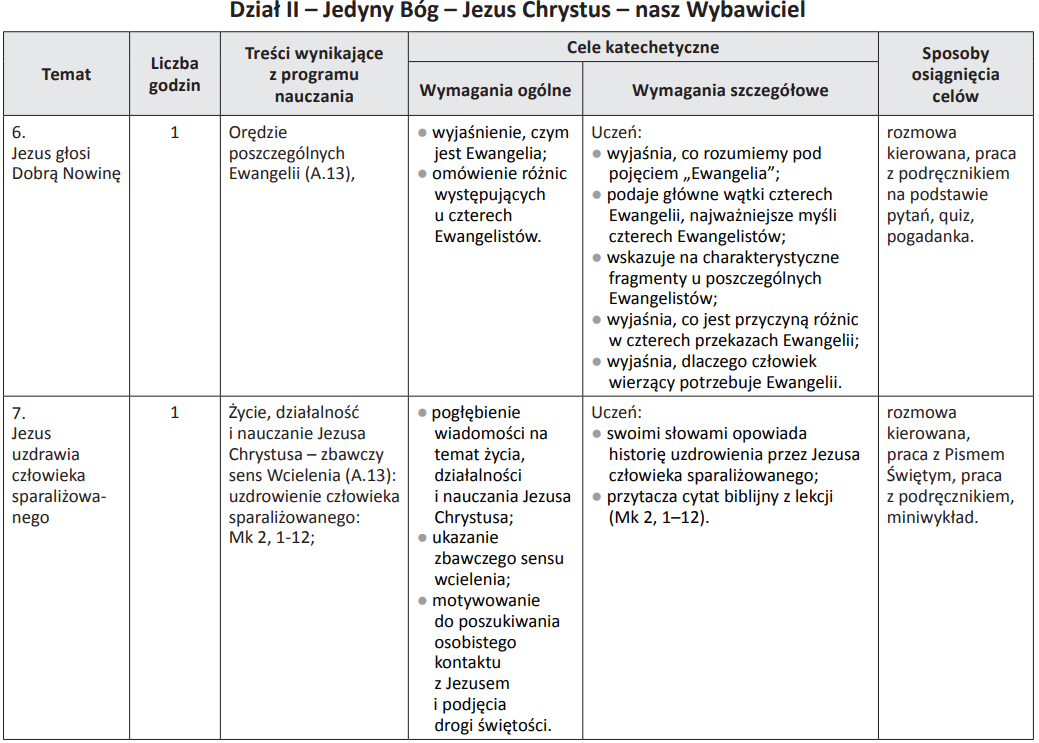 Dział II – Jedyny Bóg – Jezus Chrystus – nasz Wybawiciel
Temat
Liczba
godzin
Treści wynikające
z programu
nauczania
Cele katechetyczne
Wymagania ogólne
Wymagania szczegółowe
Sposoby
osiągnięcia
celów
6.
Jezus głosi
Dobrą Nowinę
1
Orędzie
poszczególnych
Ewangelii (A.13),
● wyjaśnienie, czym
jest Ewangelia;
● omówienie różnic
występujących
u czterech
Ewangelistów.
Uczeń:
● wyjaśnia, co rozumiemy pod
pojęciem „Ewangelia”;
● podaje główne wątki czterech
Ewangelii, najważniejsze myśli
czterech Ewangelistów;
● wskazuje na charakterystyczne
fragmenty u poszczególnych
Ewangelistów;
● wyjaśnia, co jest przyczyną różnic
w czterech przekazach Ewangelii;
● wyjaśnia, dlaczego człowiek
wierzący potrzebuje Ewangelii.
rozmowa
kierowana, praca
z podręcznikiem
na podstawie
pytań, quiz,
pogadanka.
7.
Jezus
uzdrawia
człowieka
sparaliżowa-
nego
1
Życie, działalność
i nauczanie Jezusa
Chrystusa – zbawczy
sens Wcielenia (A.13):
uzdrowienie człowieka
sparaliżowanego:
Mk 2, 1-12;
● pogłębienie
wiadomości na
temat życia,
działalności
i nauczania Jezusa
Chrystusa;
● ukazanie
zbawczego sensu
wcielenia;
● motywowanie
do poszukiwania
osobistego
kontaktu
z Jezusem
i podjęcia
drogi świętości.
Uczeń:
● swoimi słowami opowiada
historię uzdrowienia przez Jezusa
człowieka sparaliżowanego;
● przytacza cytat biblijny z lekcji
(Mk 2, 1–12).
rozmowa
kierowana,
praca z Pismem
Świętym, praca
z podręcznikiem,
miniwykład.